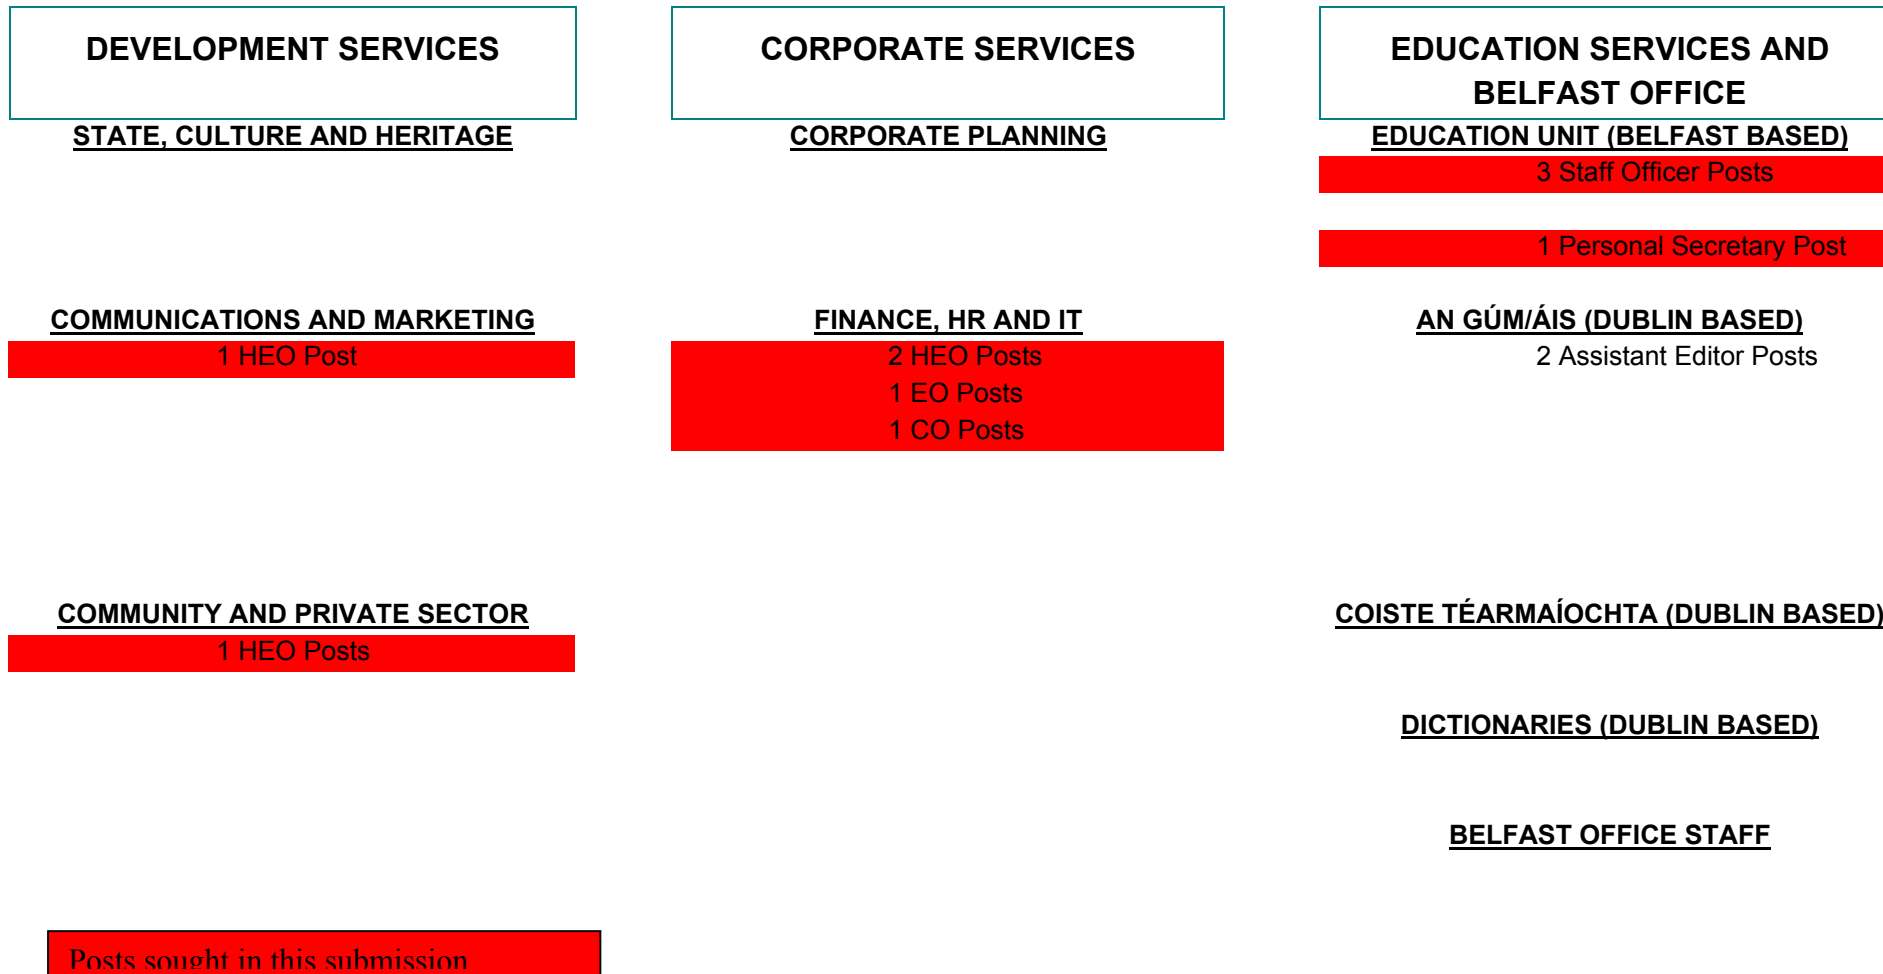 DEVELOPMENT SERVICES
STATE, CULTURE AND HERITAGE
COMMUNICATIONS AND MARKETING
1 HEO Post
COMMUNITY AND PRIVATE SECTOR
1 HEO Posts
CORPORATE SERVICES
CORPORATE PLANNING
FINANCE, HR AND IT
2 HEO Posts
1 EO Posts
1 CO Posts
EDUCATION SERVICES AND
BELFAST OFFICE
EDUCATION UNIT (BELFAST BASED)
3 Staff Officer Posts
1 Personal Secretary Post
AN GÚM/ÁIS (DUBLIN BASED)
2 Assistant Editor Posts
COISTE TÉARMAÍOCHTA (DUBLIN BASED)
DICTIONARIES (DUBLIN BASED)
BELFAST OFFICE STAFF
Posts sought in this submission